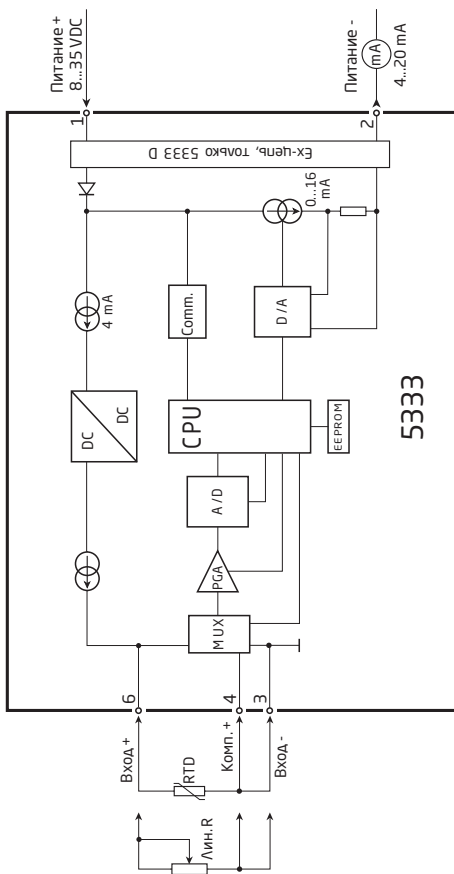 Питание +
8...35 VDC
Питание -
mA
4...20 mA
1
2
Ex-цепь, только 5333 D
0...16
mA
4 mA
Comm.
D/A
DC
DC
CPU
EEPROM
5333
A/D
PGA
MUX
6
4
3
Вход+
RTD
Комп.+
Вход-
Лин.R